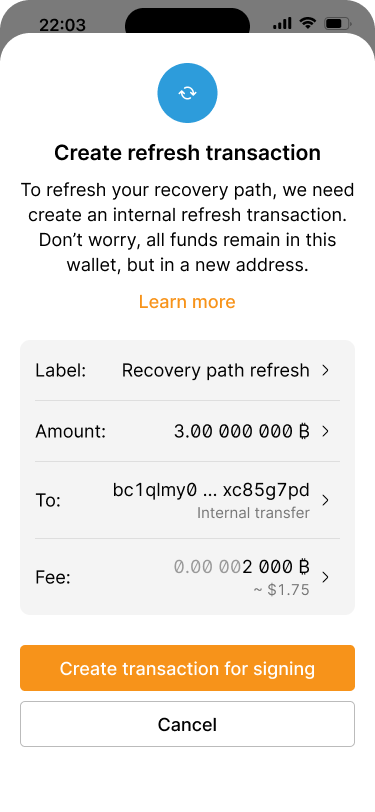 22:03
Create refresh transaction
To refresh your recovery path, we need
create an internal refresh transaction.
Don’t worry, all funds remain in this
wallet, but in a new address.
Learn more
Label: Recovery path refresh
Amount: 3.00 000 000 ₿
To: bc1qlmy0 ... xc85g7pd
Internal transfer
Fee: 0.00 002 000 ₿
~ $1.75
Create transaction for signing
Cancel